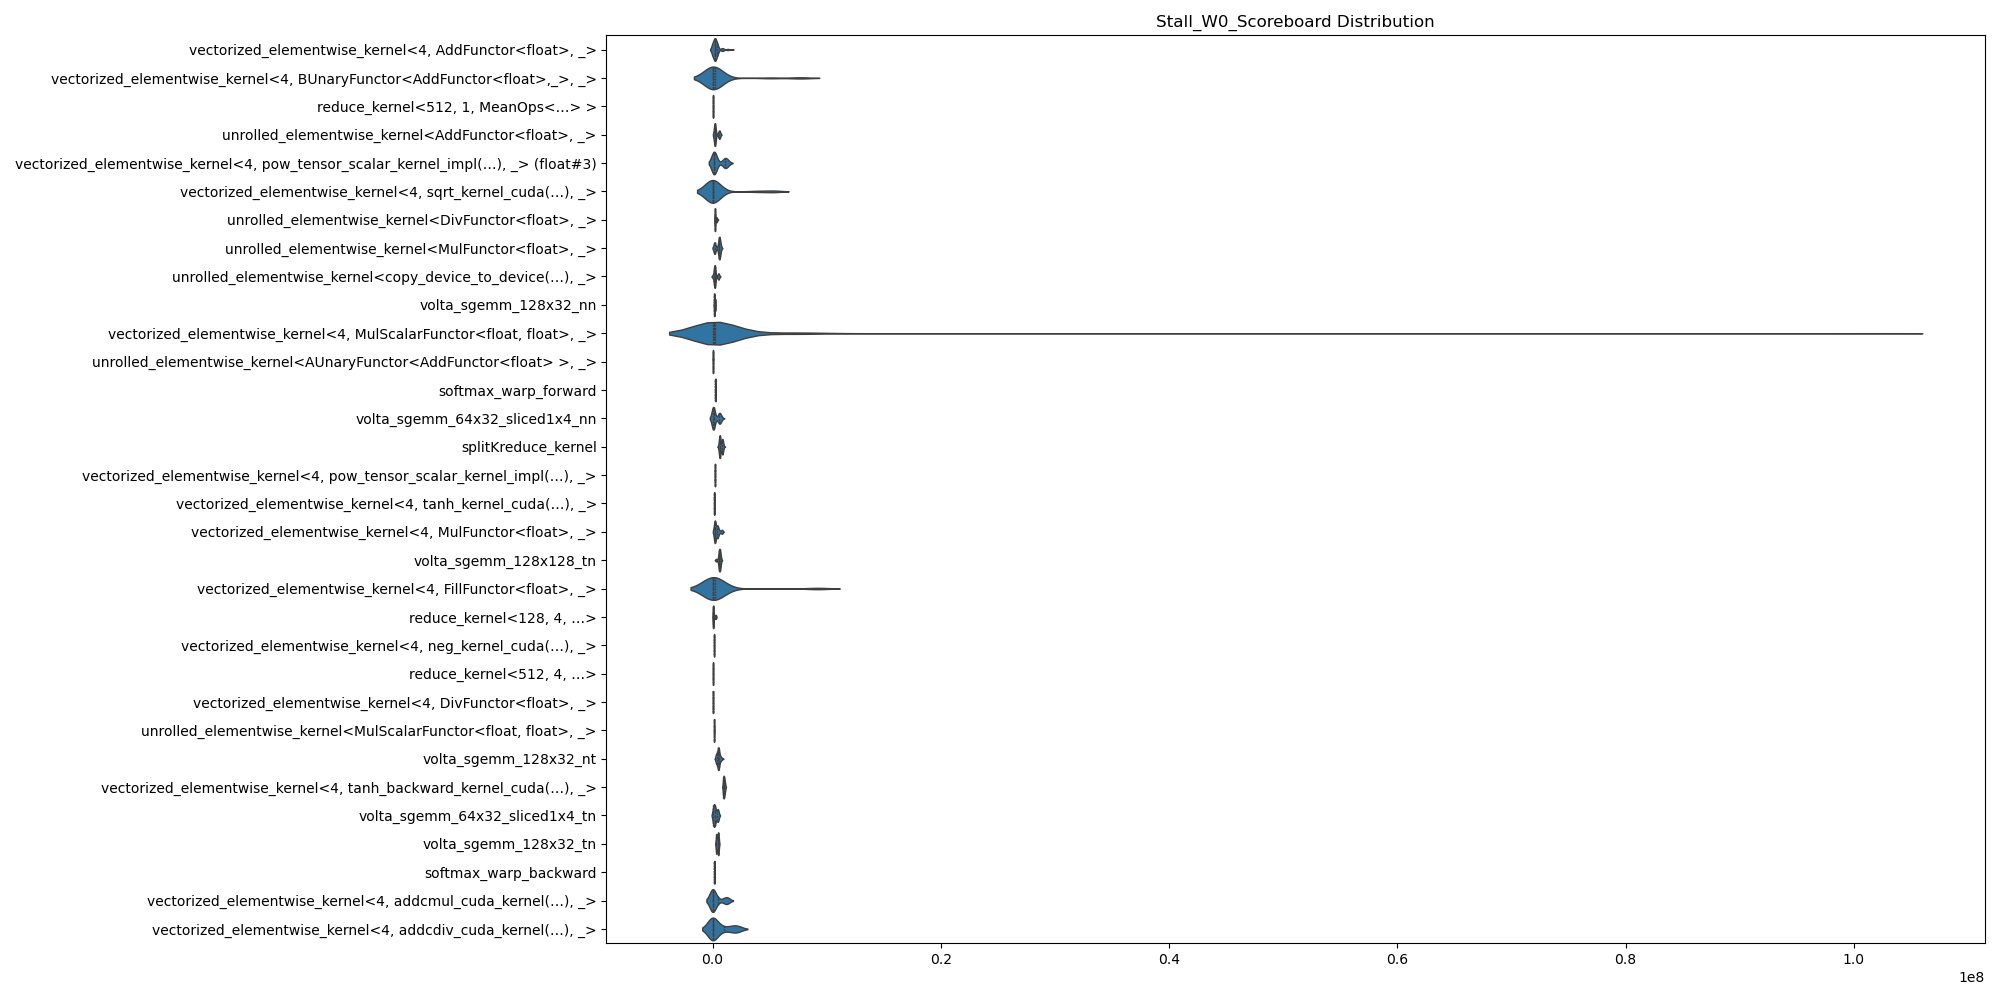 Stall_W0_Scoreboard Distribution
vectorized_elementwise_kernel<4, AddFunctor<float>, _>
vectorized_elementwise_kernel<4, BUnaryFunctor<AddFunctor<float>,_>, _>
reduce_kernel<512, 1, MeanOps<...> >
unrolled_elementwise_kernel<AddFunctor<float>, _>
vectorized_elementwise_kernel<4, pow_tensor_scalar_kernel_impl(...), _> (float#3)
vectorized_elementwise_kernel<4, sqrt_kernel_cuda(...), _>
unrolled_elementwise_kernel<DivFunctor<float>, _>
unrolled_elementwise_kernel<MulFunctor<float>, _>
unrolled_elementwise_kernel<copy_device_to_device(...), _>
volta_sgemm_128x32_nn
vectorized_elementwise_kernel<4, MulScalarFunctor<float, float>, _>
unrolled_elementwise_kernel<AUnaryFunctor<AddFunctor<float> >, _>
softmax_warp_forward
volta_sgemm_64x32_sliced1x4_nn
splitKreduce_kernel
vectorized_elementwise_kernel<4, pow_tensor_scalar_kernel_impl(...), _>
vectorized_elementwise_kernel<4, tanh_kernel_cuda(...), _>
vectorized_elementwise_kernel<4, MulFunctor<float>, _>
volta_sgemm_128x128_tn
vectorized_elementwise_kernel<4, FillFunctor<float>, _>
reduce_kernel<128, 4, ...>
vectorized_elementwise_kernel<4, neg_kernel_cuda(...), _>
reduce_kernel<512, 4, ...>
vectorized_elementwise_kernel<4, DivFunctor<float>, _>
unrolled_elementwise_kernel<MulScalarFunctor<float, float>, _>
volta_sgemm_128x32_nt
vectorized_elementwise_kernel<4, tanh_backward_kernel_cuda(...), _>
volta_sgemm_64x32_sliced1x4_tn
volta_sgemm_128x32_tn
softmax_warp_backward
vectorized_elementwise_kernel<4, addcmul_cuda_kernel(...), _>
vectorized_elementwise_kernel<4, addcdiv_cuda_kernel(...), _>
0.0 0.2 0.4 0.6 0.8 1.0
1e8